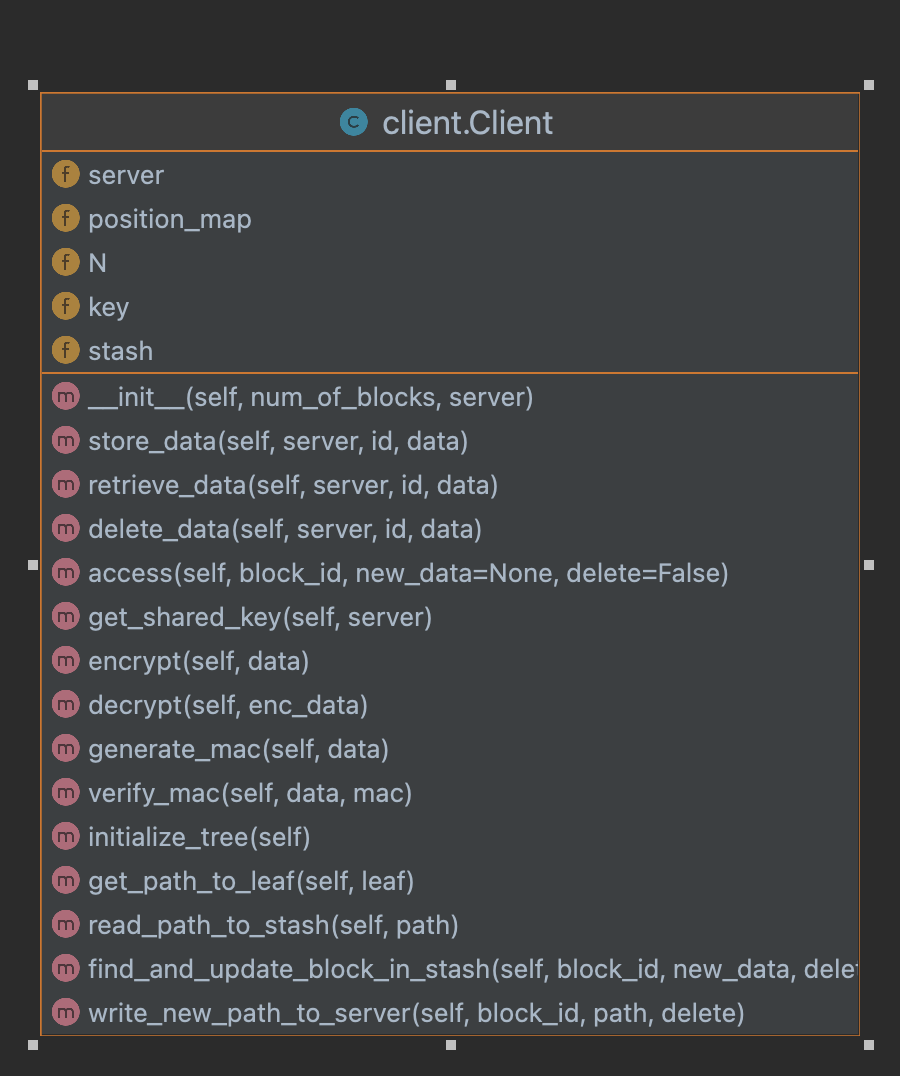 C client.Client
f server
f position_map
f N
f key
f stash
m __init__(self, num_of_blocks, server)
m store_data(self, server, id, data)
m retrieve_data(self, server, id, data)
m delete_data(self, server, id, data)
m access(self, block_id, new_data=None, delete=False)
m get_shared_key(self, server)
m encrypt(self, data)
m decrypt(self, enc_data)
m generate_mac(self, data)
m verify_mac(self, data, mac)
m initialize_tree(self)
m get_path_to_leaf(self, leaf)
m read_path_to_stash(self, path)
m find_and_update_block_in_stash(self, block_id, new_data,
m write_new_path_to_server(self, block_id, path, delete)